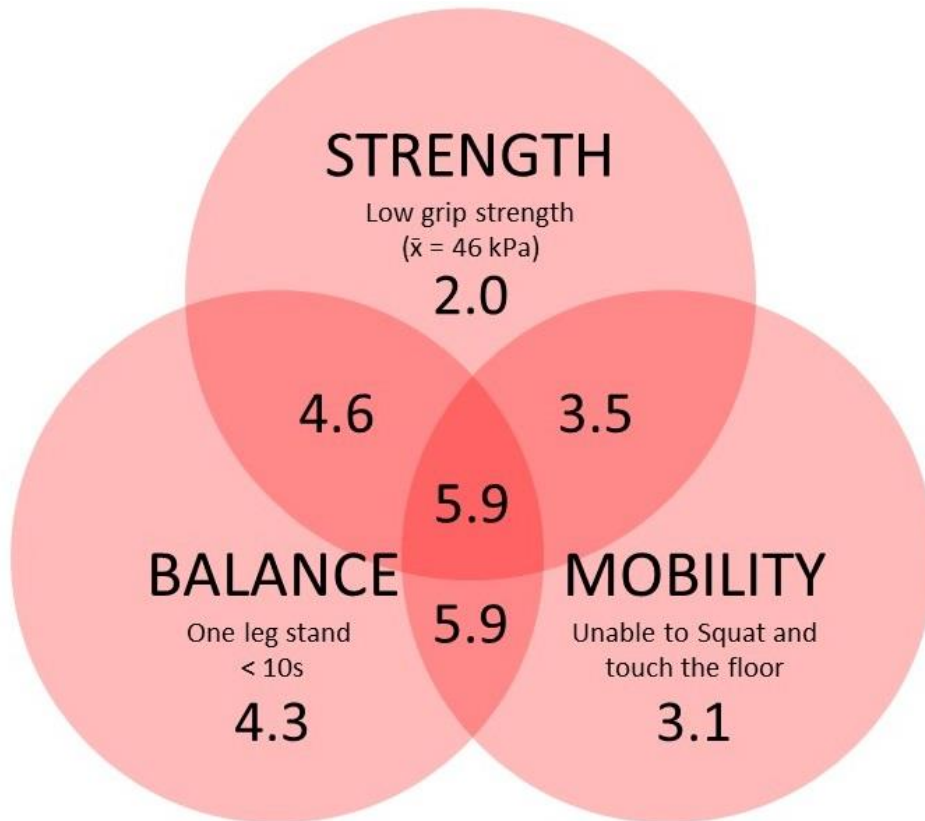 STRENGTH
Low grip strength
(x̄ = 46 kPa)
2.0
4.6
3.5
5.9
BALANCE
One leg stand
< 10s
4.3
5.9
MOBILITY
Unable to Squat and
touch the floor
3.1